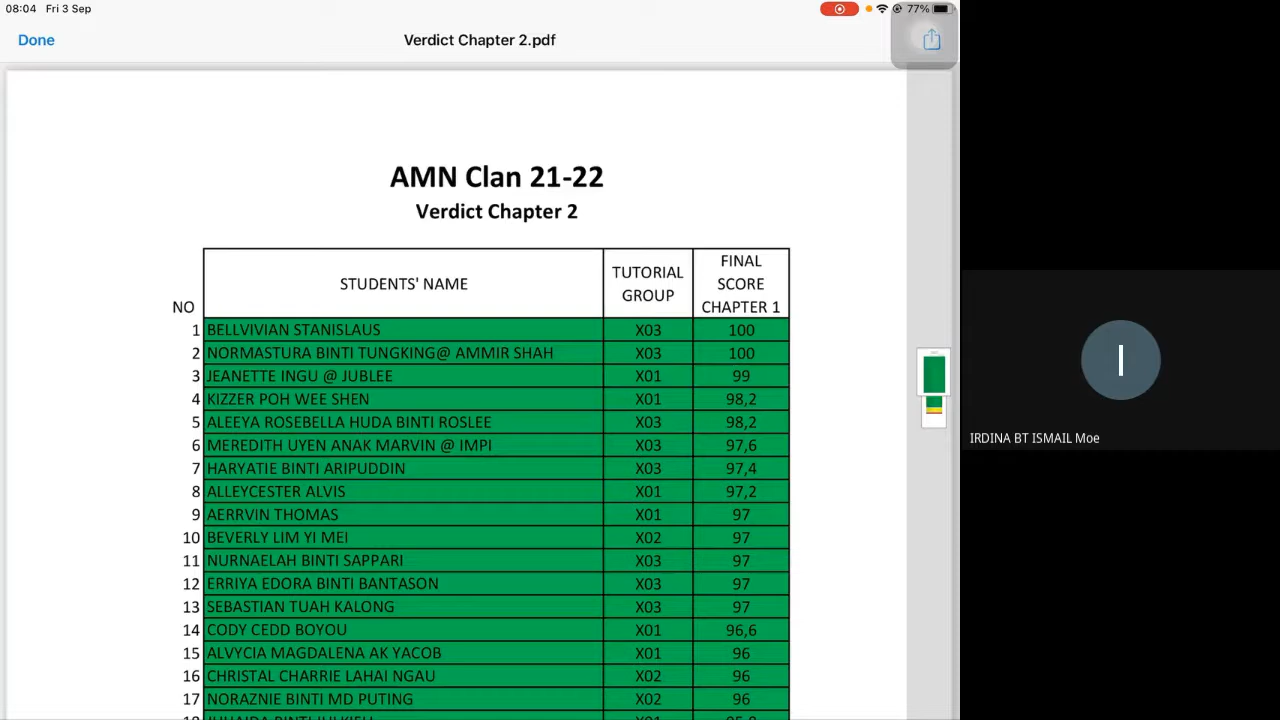 08:04 Fri 3 Sep 77%
Done Verdict Chapter 2.pdf
AMN Clan 21-22
Verdict Chapter 2
NO STUDENTS' NAME TUTORIAL GROUP FINAL SCORE CHAPTER 1
1 BELLVIVIAN STANISLAUS X03 100
2 NORMASTURA BINTI TUNGKING@ AMMIR SHAH X03 100
3 JEANETTE INGU @ JUBLEE X01 99
4 KIZZER POH WEE SHEN X01 98,2
5 ALEEYA ROSEBELLA HUDA BINTI ROSLEE X03 98,2
6 MEREDITH UYEN ANAK MARVIN @ IMPI X03 97,6
7 HARYATIE BINTI ARIPUDDIN X03 97,4
8 ALLEYCESTER ALVIS X01 97,2
9 AERRVIN THOMAS X01 97
10 BEVERLY LIM YI MEI X02 97
11 NURNAELAH BINTI SAPPARI X03 97
12 ERRIYA EDORA BINTI BANTASON X03 97
13 SEBASTIAN TUAH KALONG X03 97
14 CODY CEDD BOYOU X01 96,6
15 ALVYCIA MAGDALENA AK YACOB X01 96
16 CHRISTAL CHARRIE LAHAI NGAU X02 96
17 NORAZNIE BINTI MD PUTING X02 96
I
IRDINA BT ISMAIL Moe